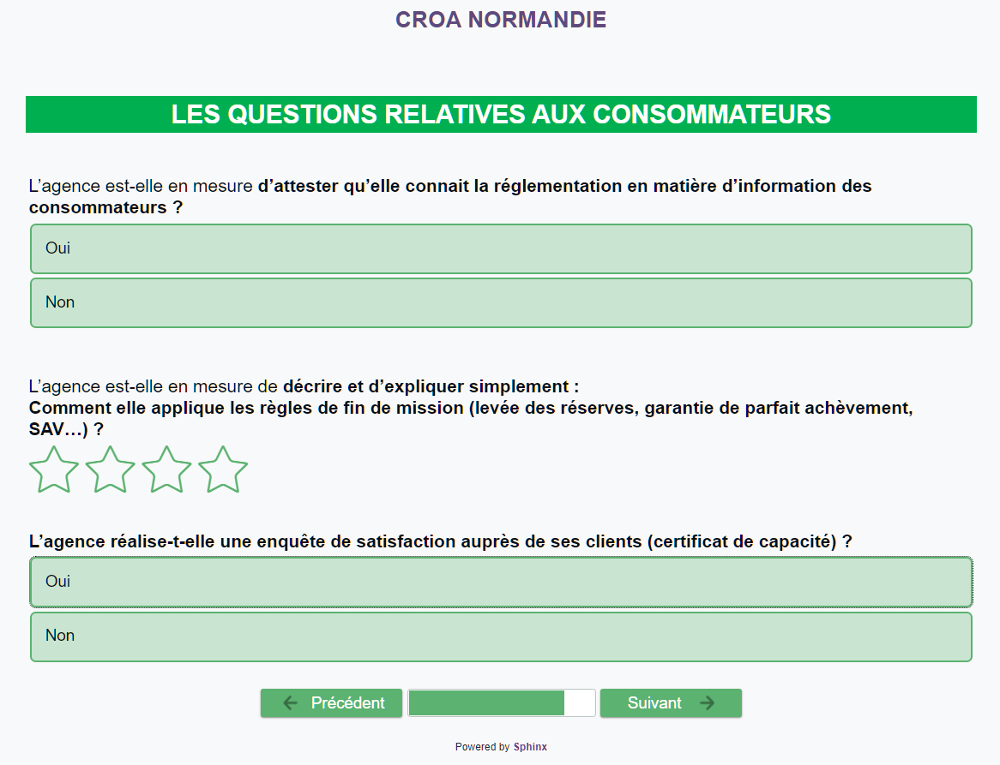 CROA NORMANDIE
LES QUESTIONS RELATIVES AUX CONSOMMATEURS
L’agence est-elle en mesure d’attester qu’elle connait la réglementation en matière d’information des
consommateurs ?
Oui
Non
L’agence est-elle en mesure de décrire et d’expliquer simplement :
Comment elle applique les règles de fin de mission (levée des réserves, garantie de parfait achèvement,
SAV…) ?
L’agence réalise-t-elle une enquête de satisfaction auprès de ses clients (certificat de capacité) ?
Oui
Non
Précédent
Suivant
Powered by Sphinx